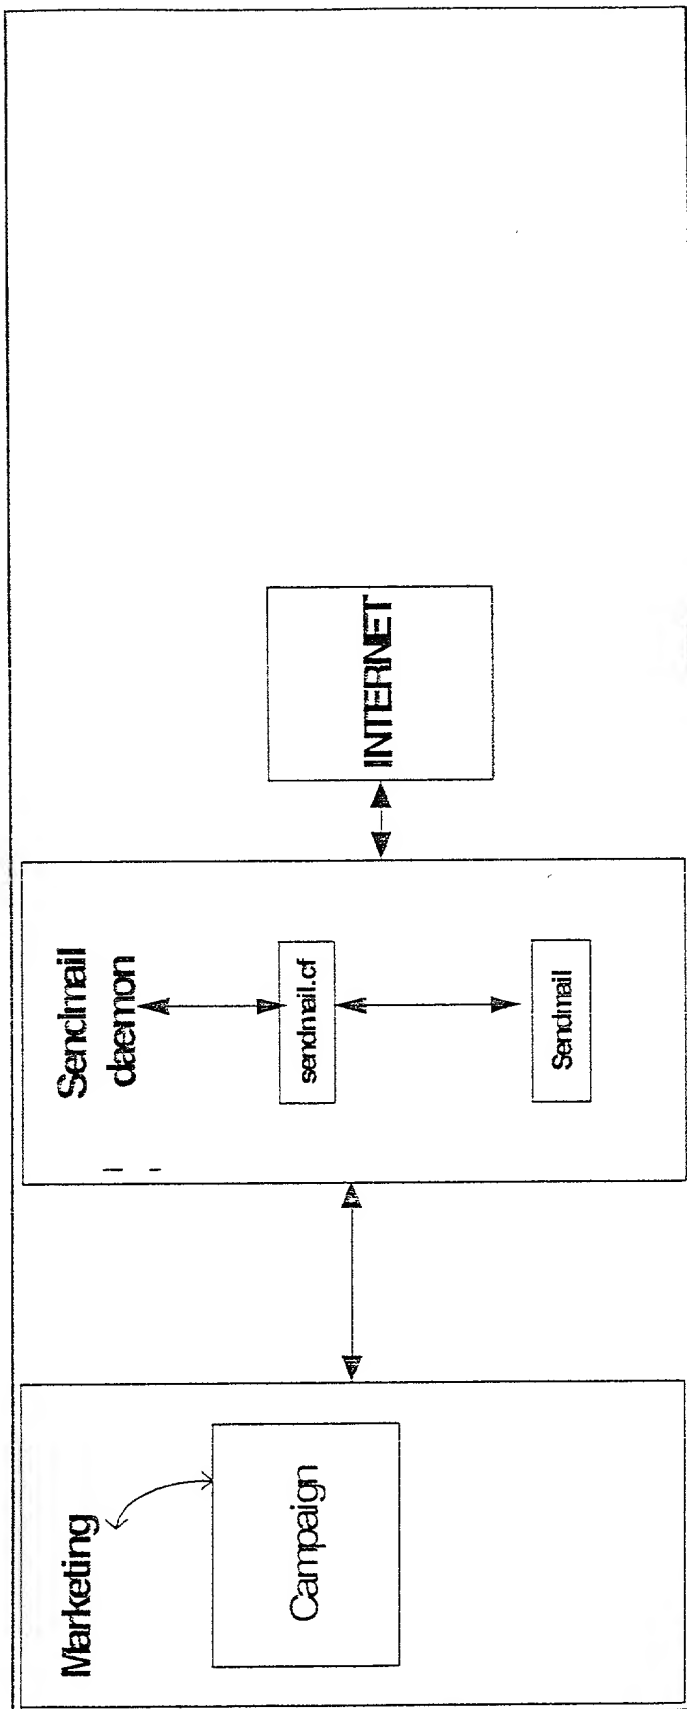 Marketing
Campaign
Sendmail
daemon
sendmail.cf
Sendmail
INTERNET